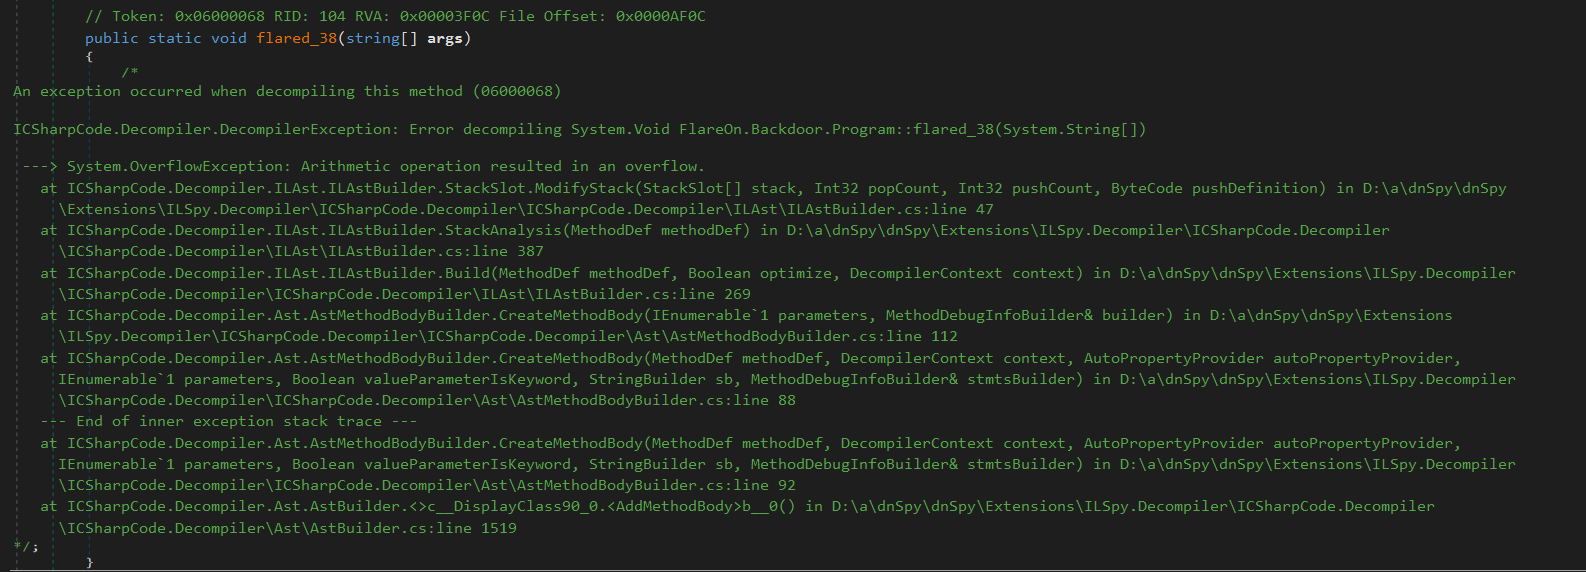 // Token: 0x06000068 RID: 104 RVA: 0x00003F0C File Offset: 0x0000AF0C
public static void flared_38(string[] args)
{
/*
An exception occurred when decompiling this method (06000068)
ICSharpCode.Decompiler.DecompilerException: Error decompiling System.Void FlareOn.Backdoor.Program::flared_38(System.String[])
---> System.OverflowException: Arithmetic operation resulted in an overflow.
at ICSharpCode.Decompiler.ILAst.ILAstBuilder.StackSlot.ModifyStack(StackSlot[] stack, Int32 popCount, Int32 pushCount, ByteCode pushDefinition) in D:\a\dnSpy\dnSpy
\Extensions\ILSpy.Decompiler\ICSharpCode.Decompiler\ICSharpCode.Decompiler\ILAst\ILAstBuilder.cs:line 47
at ICSharpCode.Decompiler.ILAst.ILAstBuilder.StackAnalysis(MethodDef methodDef) in D:\a\dnSpy\dnSpy\Extensions\ILSpy.Decompiler\ICSharpCode.Decompiler
\ICSharpCode.Decompiler\ILAst\ILAstBuilder.cs:line 387
at ICSharpCode.Decompiler.ILAst.ILAstBuilder.Build(MethodDef methodDef, Boolean optimize, DecompilerContext context) in D:\a\dnSpy\dnSpy\Extensions\ILSpy.Decompiler
\ICSharpCode.Decompiler\ICSharpCode.Decompiler\ILAst\ILAstBuilder.cs:line 269
at ICSharpCode.Decompiler.Ast.AstMethodBodyBuilder.CreateMethodBody(IEnumerable`1 parameters, MethodDebugInfoBuilder& builder) in D:\a\dnSpy\dnSpy\Extensions
\ILSpy.Decompiler\ICSharpCode.Decompiler\ICSharpCode.Decompiler\Ast\AstMethodBodyBuilder.cs:line 112
at ICSharpCode.Decompiler.Ast.AstMethodBodyBuilder.CreateMethodBody(MethodDef methodDef, DecompilerContext context, AutoPropertyProvider autoPropertyProvider,
IEnumerable`1 parameters, Boolean valueParameterIsKeyword, StringBuilder sb, MethodDebugInfoBuilder& stmtsBuilder) in D:\a\dnSpy\dnSpy\Extensions\ILSpy.Decompiler
\ICSharpCode.Decompiler\ICSharpCode.Decompiler\Ast\AstMethodBodyBuilder.cs:line 88
--- End of inner exception stack trace ---
at ICSharpCode.Decompiler.Ast.AstMethodBodyBuilder.CreateMethodBody(MethodDef methodDef, DecompilerContext context, AutoPropertyProvider autoPropertyProvider,
IEnumerable`1 parameters, Boolean valueParameterIsKeyword, StringBuilder sb, MethodDebugInfoBuilder& stmtsBuilder) in D:\a\dnSpy\dnSpy\Extensions\ILSpy.Decompiler
\ICSharpCode.Decompiler\ICSharpCode.Decompiler\Ast\AstMethodBodyBuilder.cs:line 92
at ICSharpCode.Decompiler.Ast.AstBuilder.<>c__DisplayClass90_0.<AddMethodBody>b__0() in D:\a\dnSpy\dnSpy\Extensions\ILSpy.Decompiler\ICSharpCode.Decompiler
\ICSharpCode.Decompiler\Ast\AstBuilder.cs:line 1519
*/;
}